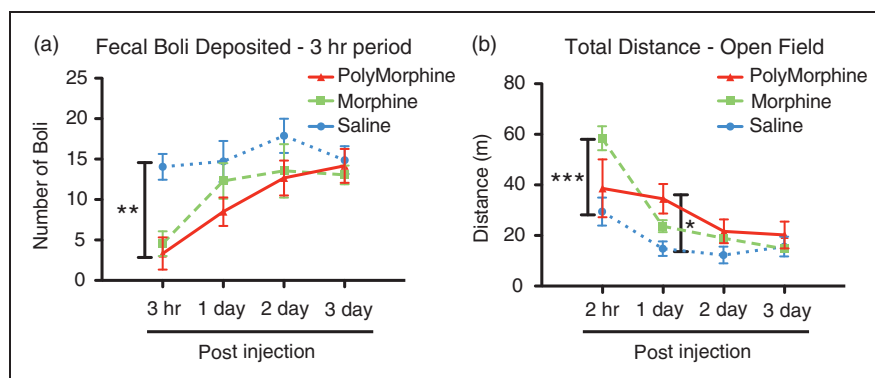 (a) Fecal Boli Deposited - 3 hr period
25
20
15
10
5
0
Number of Boli
PolyMorphine
Morphine
Saline
**
3 hr 1 day 2 day 3 day
Post injection
(b) Total Distance - Open Field
80
60
40
20
0
Distance (m)
PolyMorphine
Morphine
Saline
***
*
2 hr 1 day 2 day 3 day
Post injection